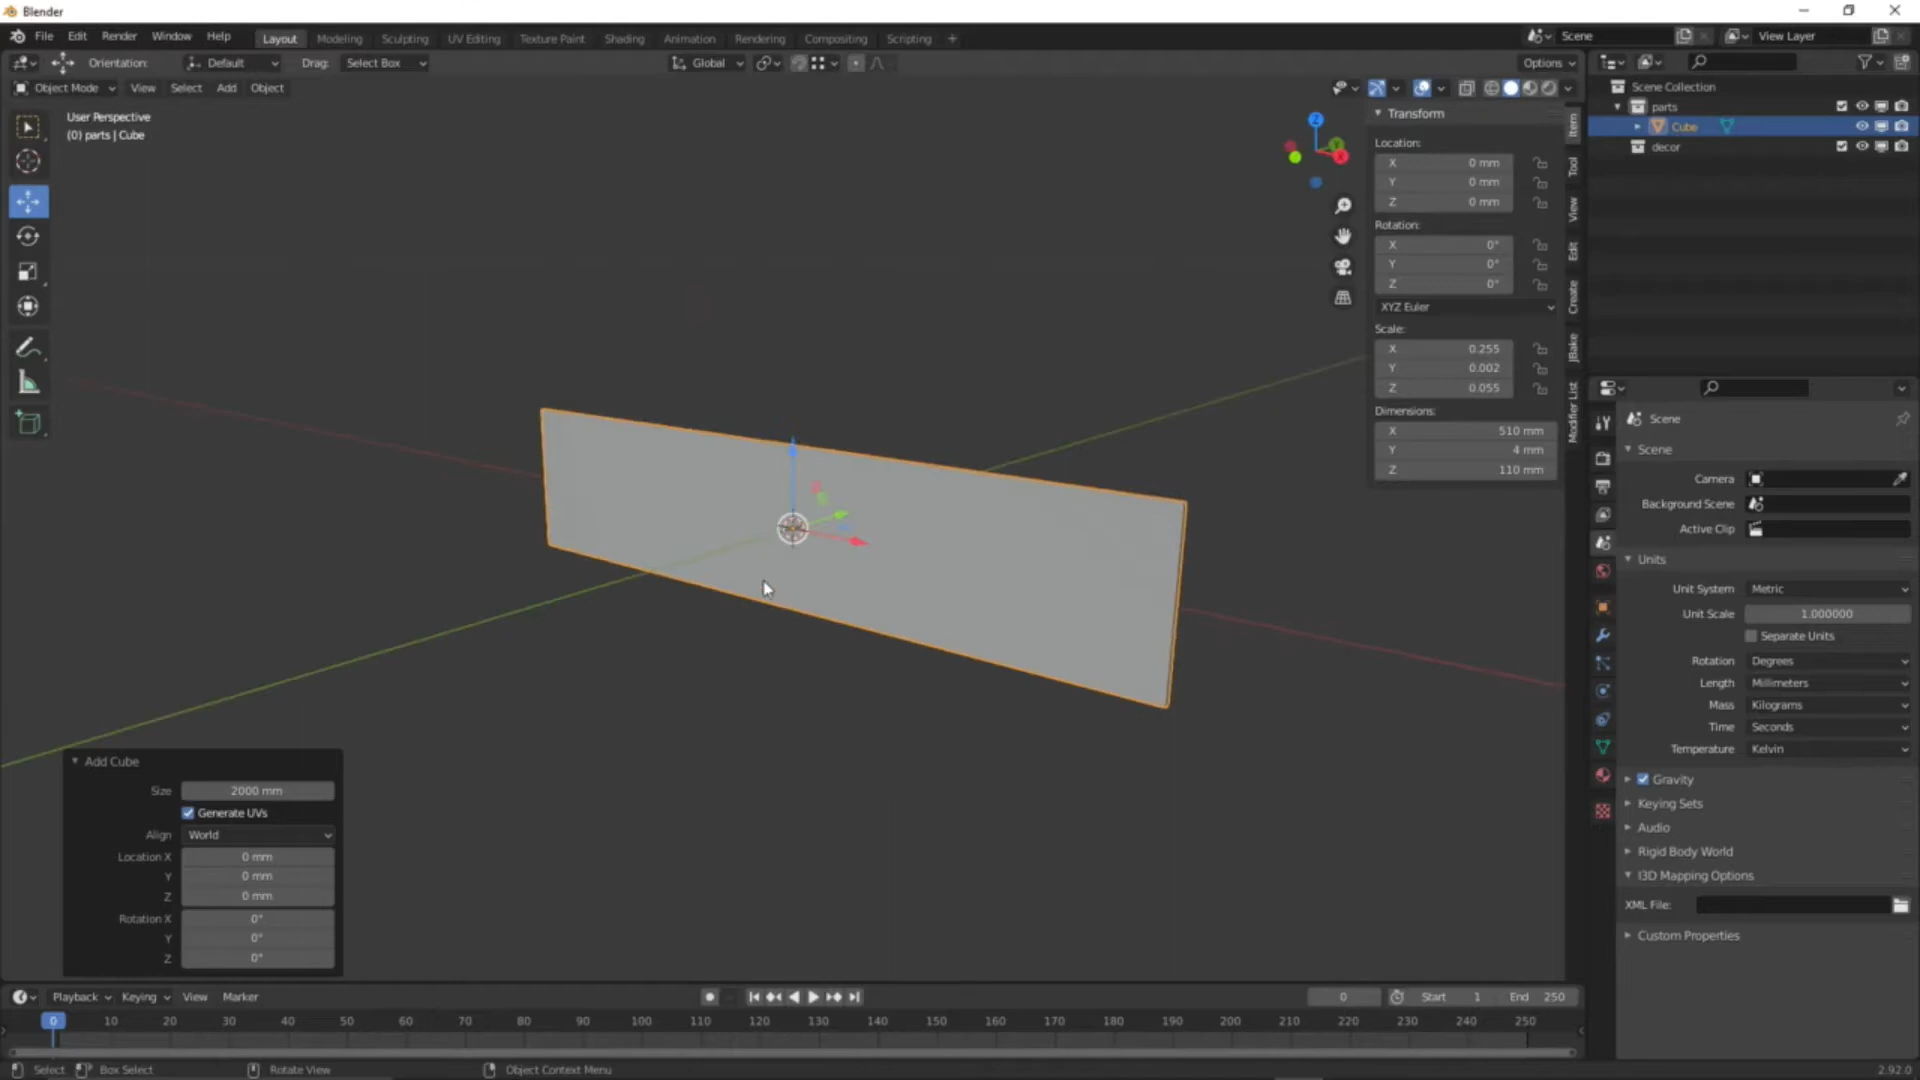 Blender
File Edit Render Window Help Layout Modeling Sculpting UV Editing Texture Paint Shading Animation Rendering Compositing Scripting + Scene View Layer
Orientation: Default Drag: Select Box Global Options
Object Mode View Select Add Object
User Perspective
(0) parts | Cube
Z
Y
X
Transform
Location:
X 0 mm
Y 0 mm
Z 0 mm
Rotation:
X 0°
Y 0°
Z 0°
XYZ Euler
Scale:
X 0.255
Y 0.002
Z 0.055
Dimensions:
X 510 mm
Y 4 mm
Z 110 mm
Item
Tool
View
Edit
Create
JBake
Modifier List
Scene Collection
parts
Cube
decor
Scene
Scene
Camera
Background Scene
Active Clip
Units
Unit System Metric
Unit Scale 1.000000
Separate Units
Rotation Degrees
Length Millimeters
Mass Kilograms
Time Seconds
Temperature Kelvin
Gravity
Keying Sets
Audio
Rigid Body World
I3D Mapping Options
XML File:
Custom Properties
Add Cube
Size 2000 mm
Generate UVs
Align World
Location X 0 mm
Y 0 mm
Z 0 mm
Rotation X 0°
Y 0°
Z 0°
Playback Keying View Marker 0 Start 1 End 250
0 10 20 30 40 50 60 70 80 90 100 110 120 130 140 150 160 170 180 190 200 210 220 230 240 250
Select Box Select Rotate View Object Context Menu 2.92.0